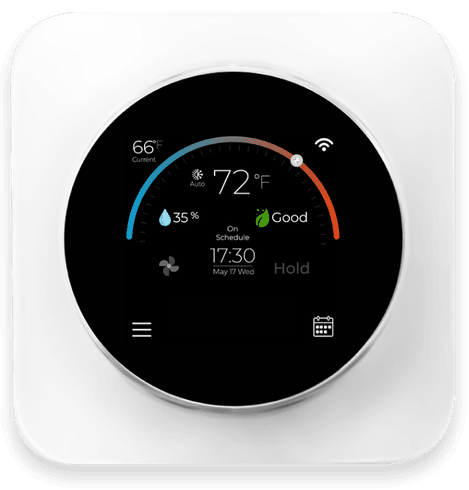 66°F
Current
Auto
72°F
35%
Good
On
Schedule
17:30
May 17 Wed
Hold